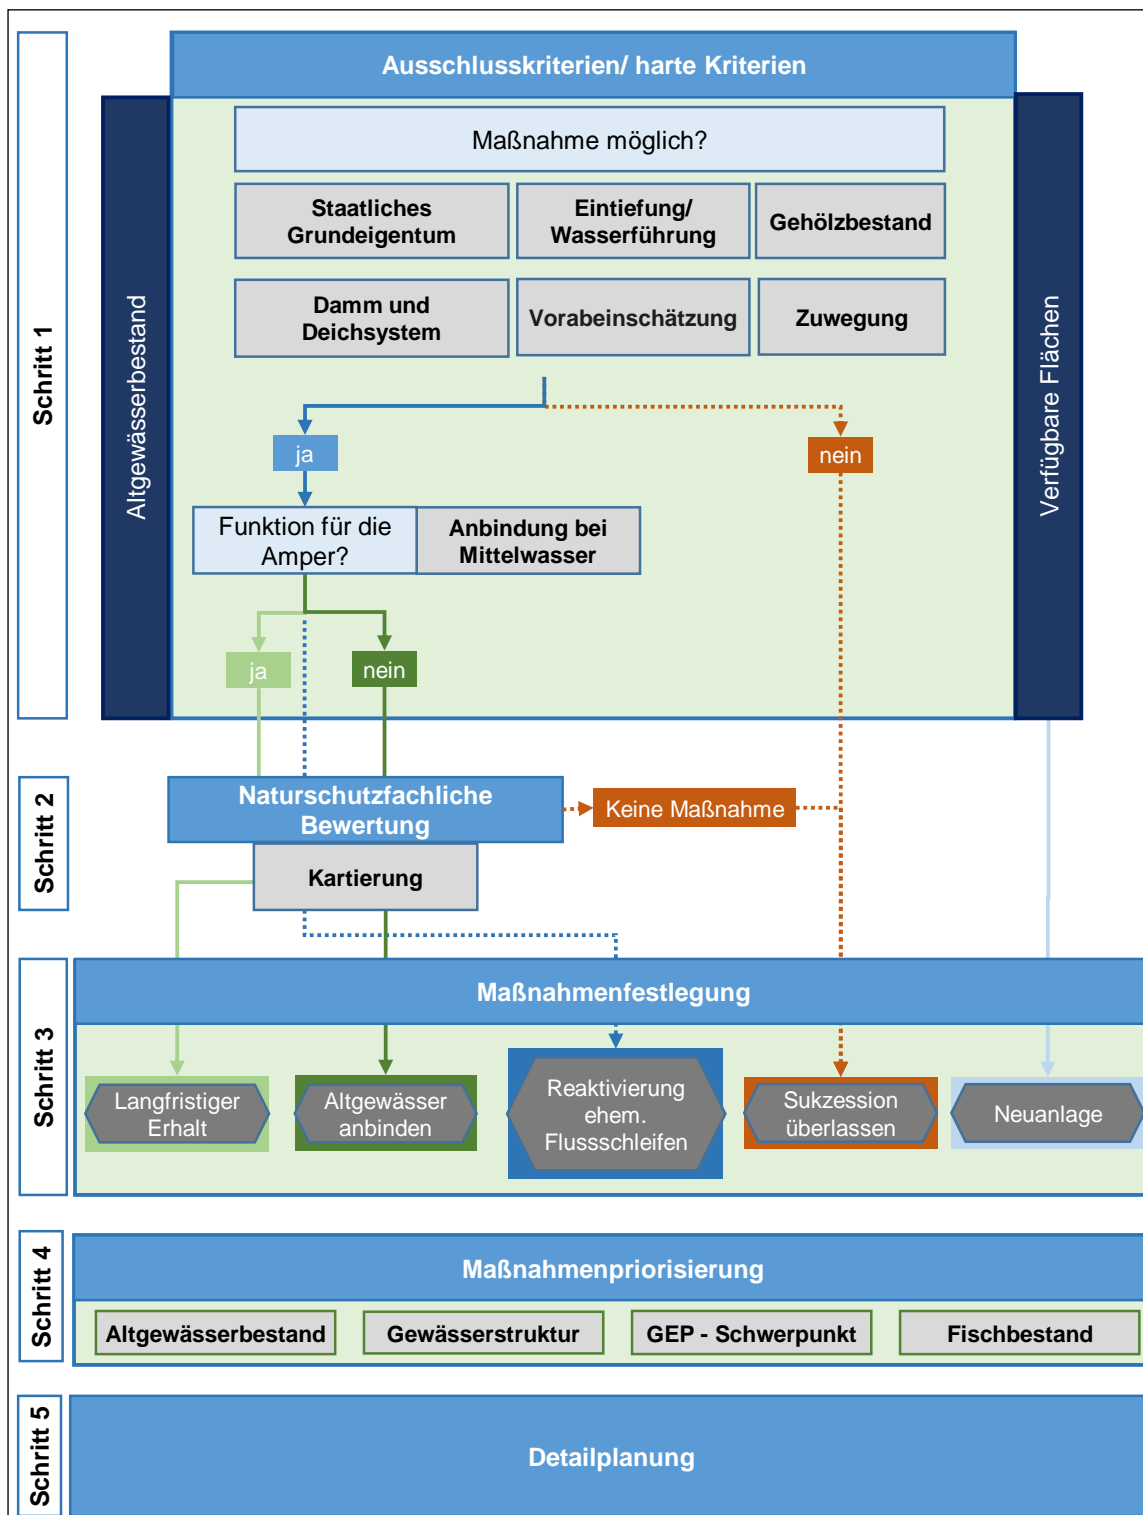 Schritt 1
Ausschlusskriterien/ harte Kriterien
Altgewässerbestand
Verfügbare Flächen
Maßnahme möglich?
Staatliches
Grundeigentum
Eintiefung/
Wasserführung
Gehölzbestand
Damm und
Deichsystem
Vorabeinschätzung
Zuwegung
ja
nein
Funktion für die
Amper?
Anbindung bei
Mittelwasser
ja
nein
Schritt 2
Naturschutzfachliche
Bewertung
Keine Maßnahme
Kartierung
Schritt 3
Maßnahmenfestlegung
Langfristiger
Erhalt
Altgewässer
anbinden
Reaktivierung
ehem.
Flussschleifen
Sukzession
überlassen
Neuanlage
Schritt 4
Maßnahmenpriorisierung
Altgewässerbestand
Gewässerstruktur
GEP - Schwerpunkt
Fischbestand
Schritt 5
Detailplanung